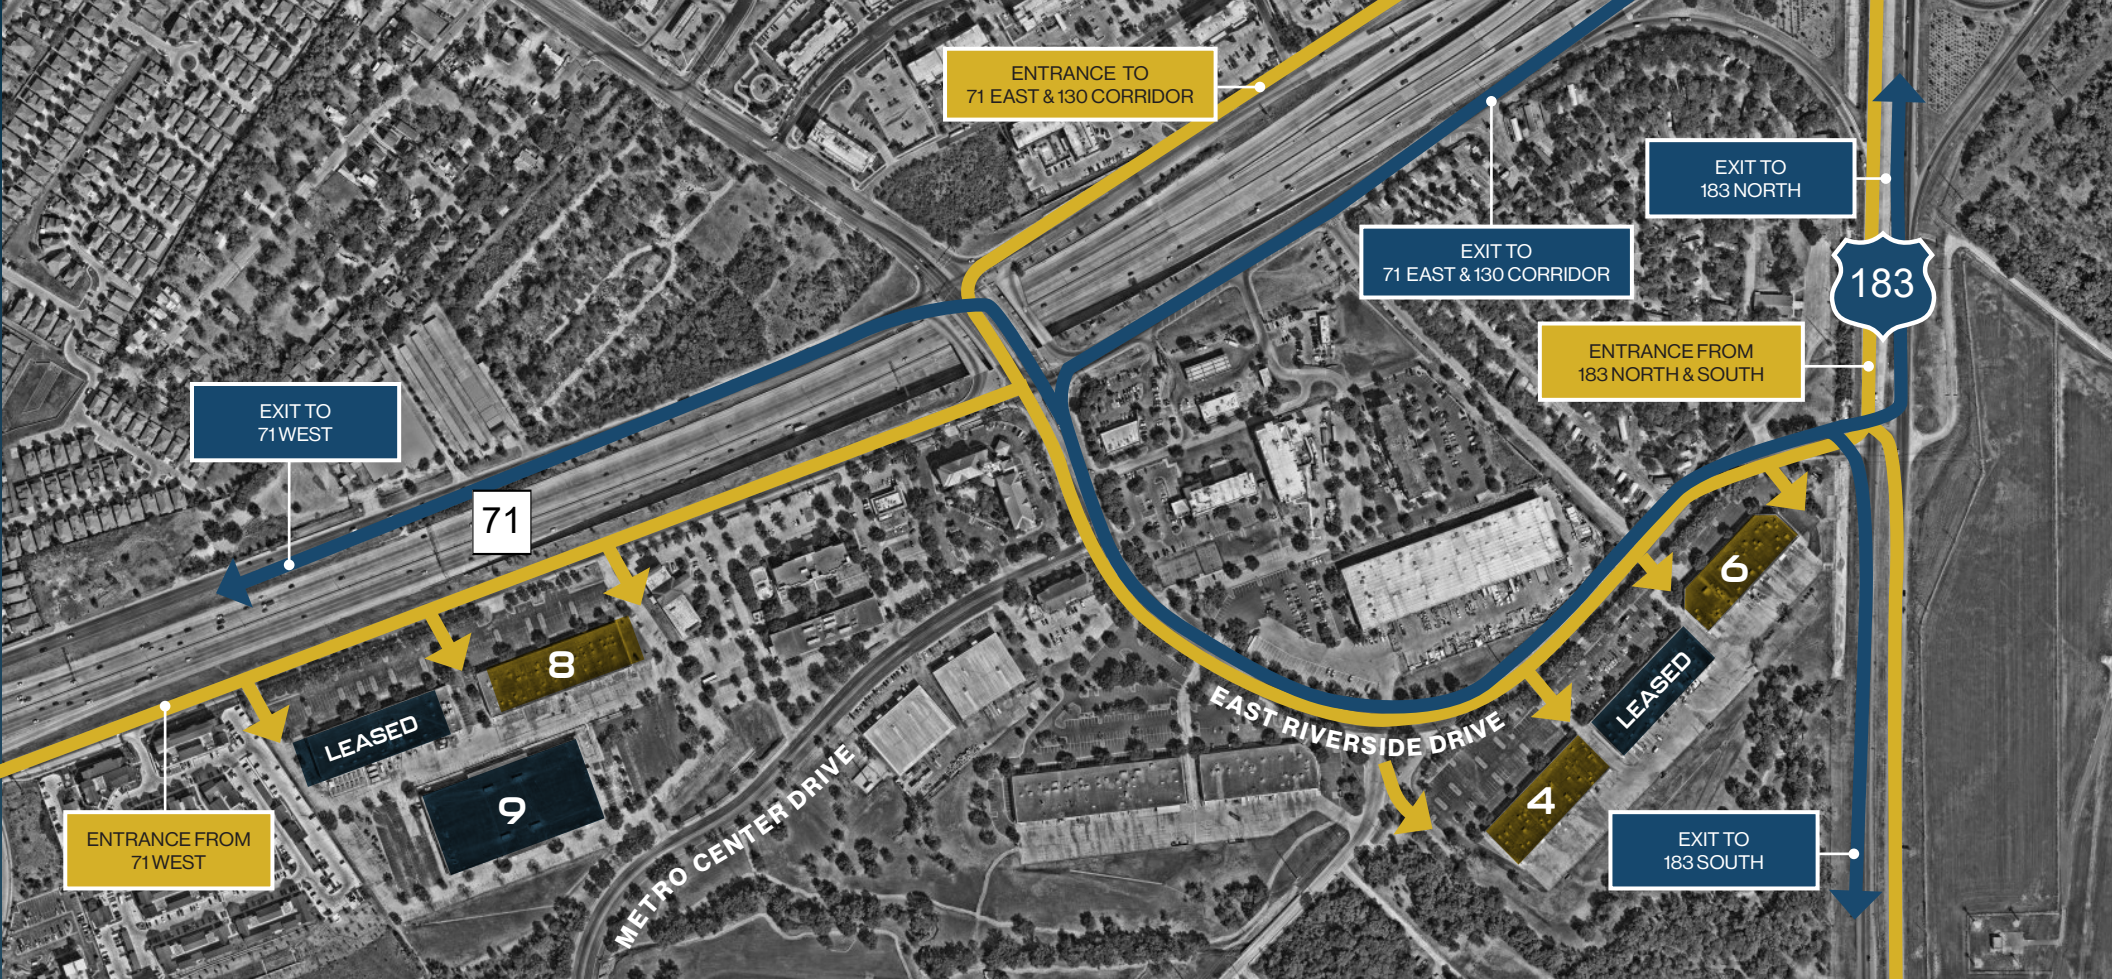 ENTRANCE TO
71 EAST & 130 CORRIDOR
EXIT TO
183 NORTH
EXIT TO
71 EAST & 130 CORRIDOR
183
ENTRANCE FROM
183 NORTH & SOUTH
EXIT TO
71 WEST
71
6
8
LEASED
LEASED
EAST RIVERSIDE DRIVE
9
4
METRO CENTER DRIVE
ENTRANCE FROM
71 WEST
EXIT TO
183 SOUTH